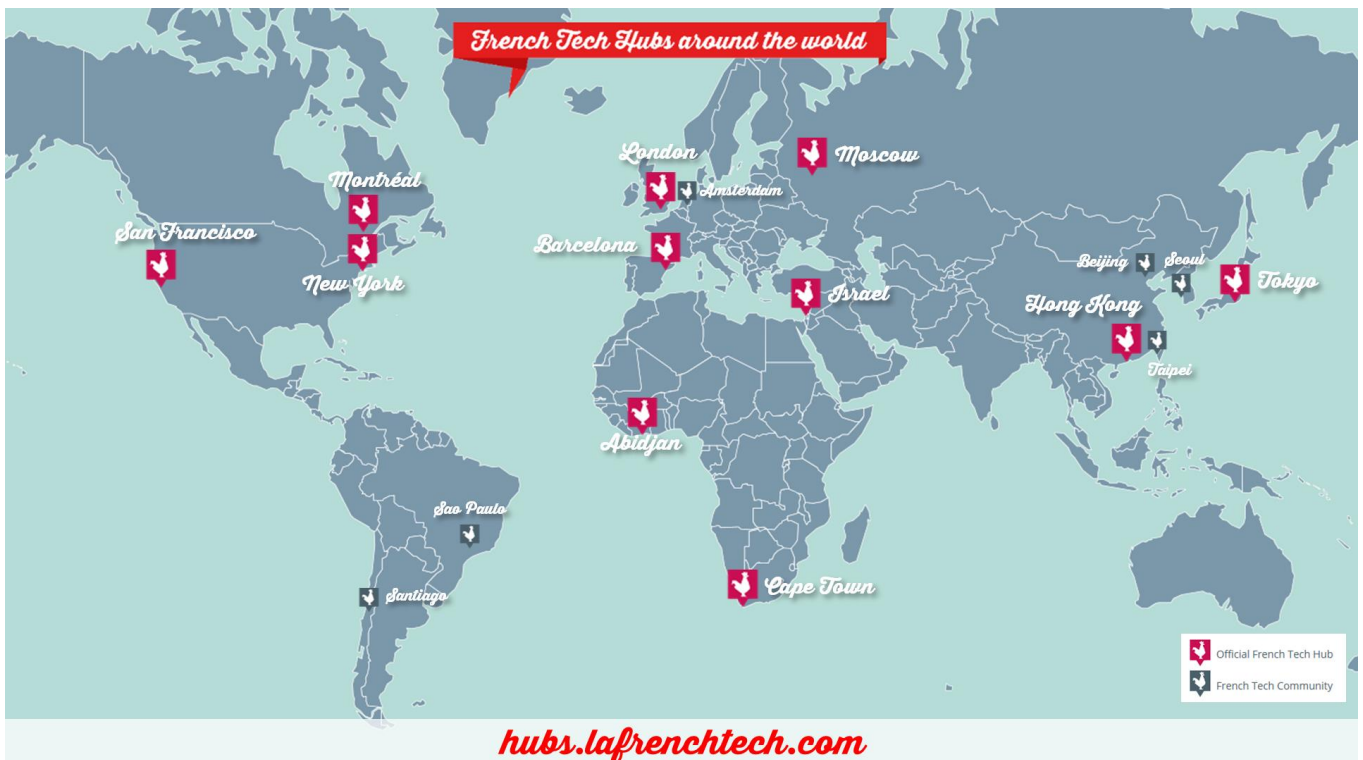 French Tech Hubs around the world
London
Moscow
Montréal
Amsterdam
San Francisco
Barcelona
New York
Israel
Beijing
Seoul
Tokyo
Hong Kong
Taipei
Abidjan
Sao Paulo
Santiago
Cape Town
Official French Tech Hub
French Tech Community
hubs.lafrenchtech.com